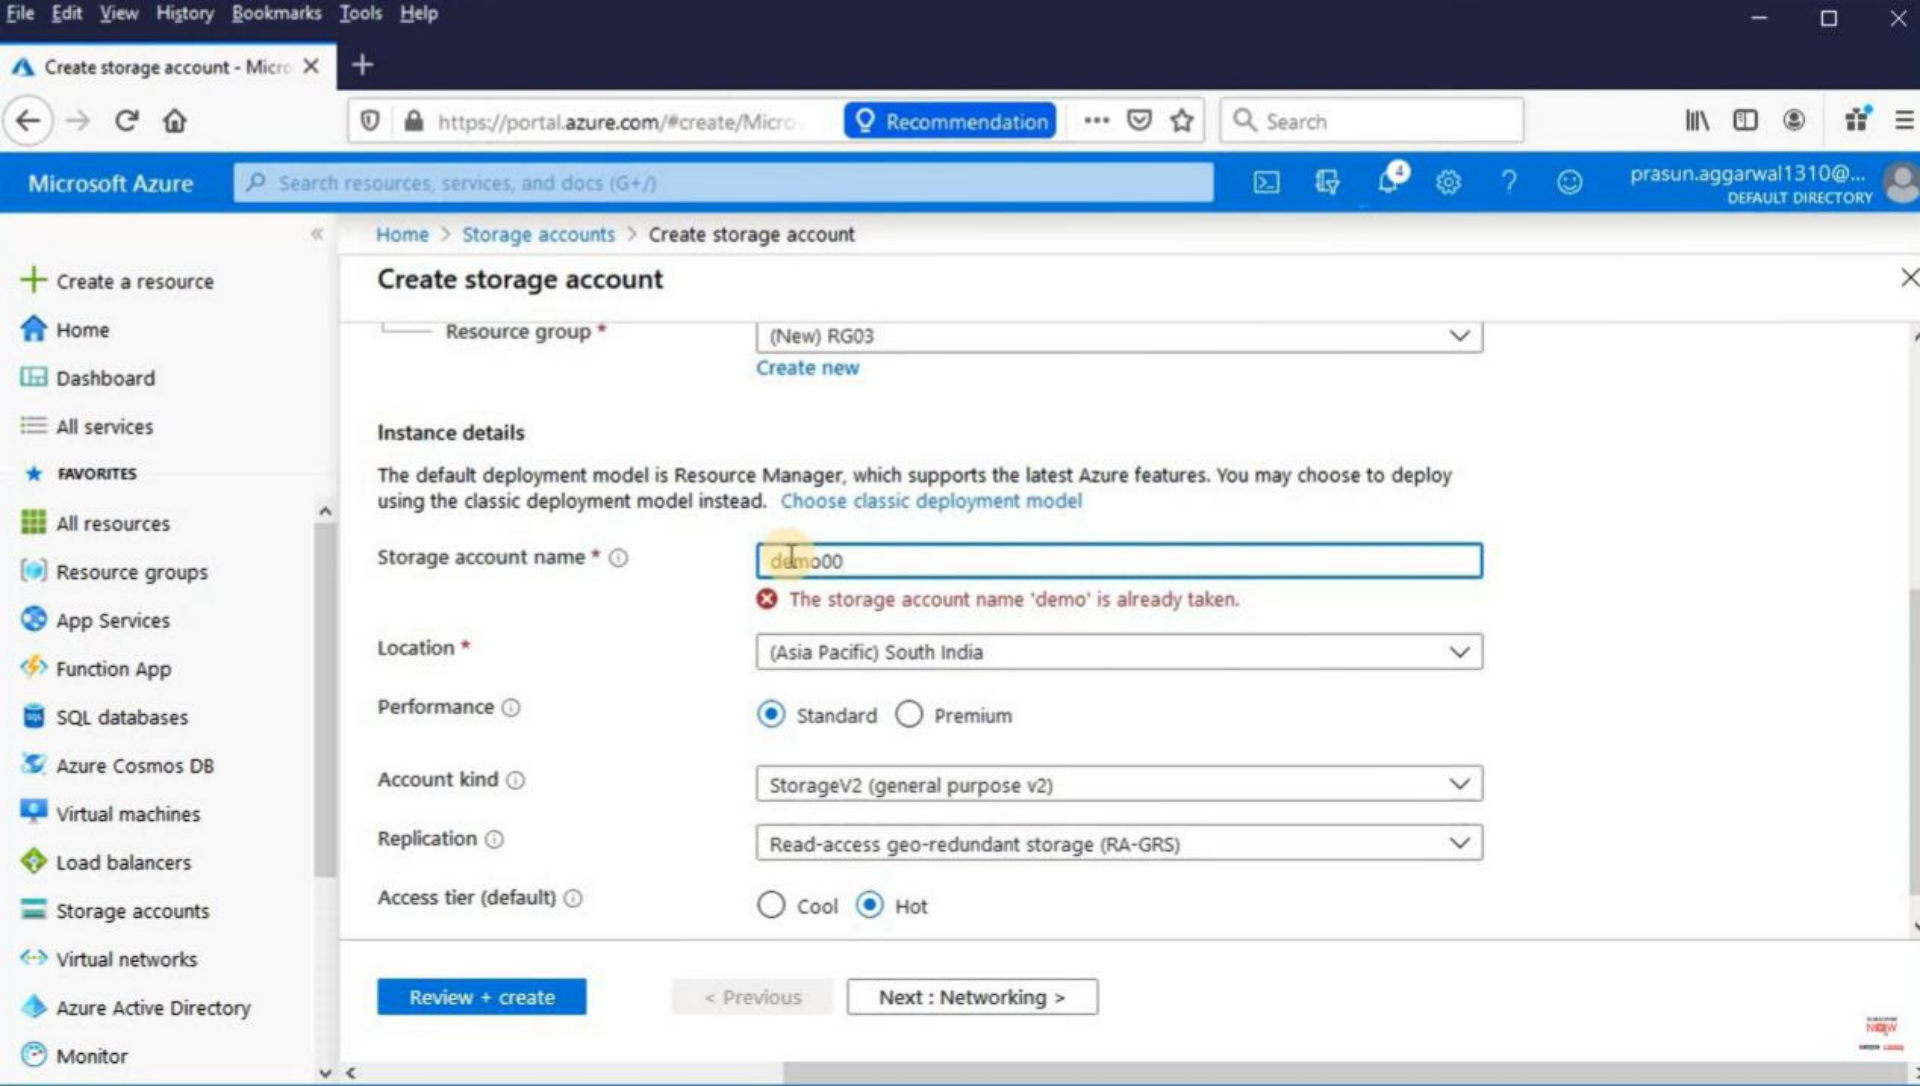 File Edit View History Bookmarks Tools Help
Create storage account - Micro
https://portal.azure.com/#create/Micro
Recommendation
Search
Microsoft Azure
Search resources, services, and docs (G+/)
4
prasun.aggarwal1310@...
DEFAULT DIRECTORY
Home > Storage accounts > Create storage account
Create a resource
Home
Dashboard
All services
FAVORITES
All resources
Resource groups
App Services
Function App
SQL databases
Azure Cosmos DB
Virtual machines
Load balancers
Storage accounts
Virtual networks
Azure Active Directory
Monitor
Create storage account
Resource group *
(New) RG03
Create new
Instance details
The default deployment model is Resource Manager, which supports the latest Azure features. You may choose to deploy
using the classic deployment model instead. Choose classic deployment model
Storage account name *
demo00
The storage account name 'demo' is already taken.
Location *
(Asia Pacific) South India
Performance
Standard Premium
Account kind
StorageV2 (general purpose v2)
Replication
Read-access geo-redundant storage (RA-GRS)
Access tier (default)
Cool Hot
Review + create
< Previous
Next : Networking >
NOW